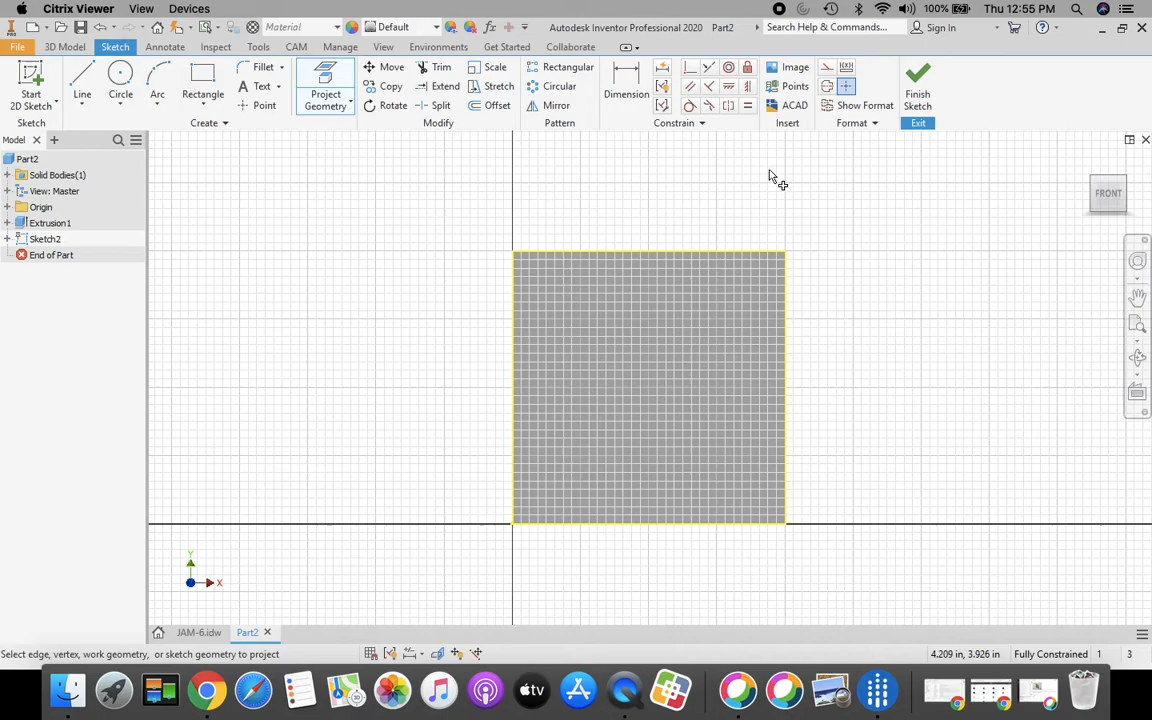 Citrix Viewer View Devices 100% Thu 12:55 PM
PRO Material Default fx Autodesk Inventor Professional 2020 Part2 Search Help & Commands... Sign In
File 3D Model Sketch Annotate Inspect Tools CAM Manage View Environments Get Started Collaborate
Start
2D Sketch
Line
Circle
Arc
Rectangle
Fillet
Text
Point
Project
Geometry
Move
Copy
Rotate
Trim
Extend
Split
Scale
Stretch
Offset
Rectangular
Circular
Mirror
Dimension
Image
Points
ACAD
Show Format
Finish
Sketch
Sketch Create Modify Pattern Constrain Insert Format Exit
Model
Part2
Solid Bodies(1)
View: Master
Origin
Extrusion1
Sketch2
End of Part
FRONT
Y
X
JAM-6.idw Part2
Select edge, vertex, work geometry, or sketch geometry to project 4.209 in, 3.926 in Fully Constrained 1 3
tv